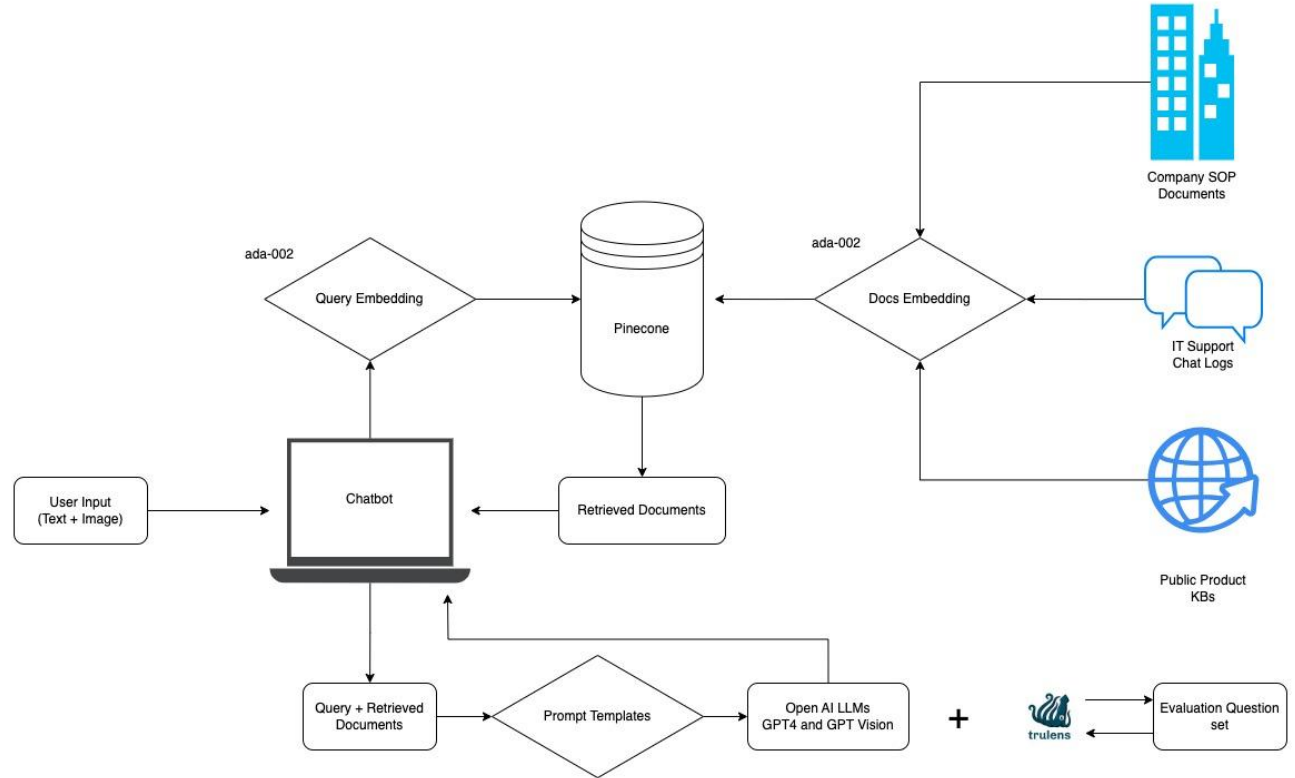 Company SOP
Documents
ada-002
Query Embedding
Pinecone
ada-002
Docs Embedding
IT Support
Chat Logs
User Input
(Text + Image)
Chatbot
Retrieved Documents
Public Product
KBs
Query + Retrieved
Documents
Prompt Templates
Open AI LLMs
GPT4 and GPT Vision
+
trulens
Evaluation Question
set